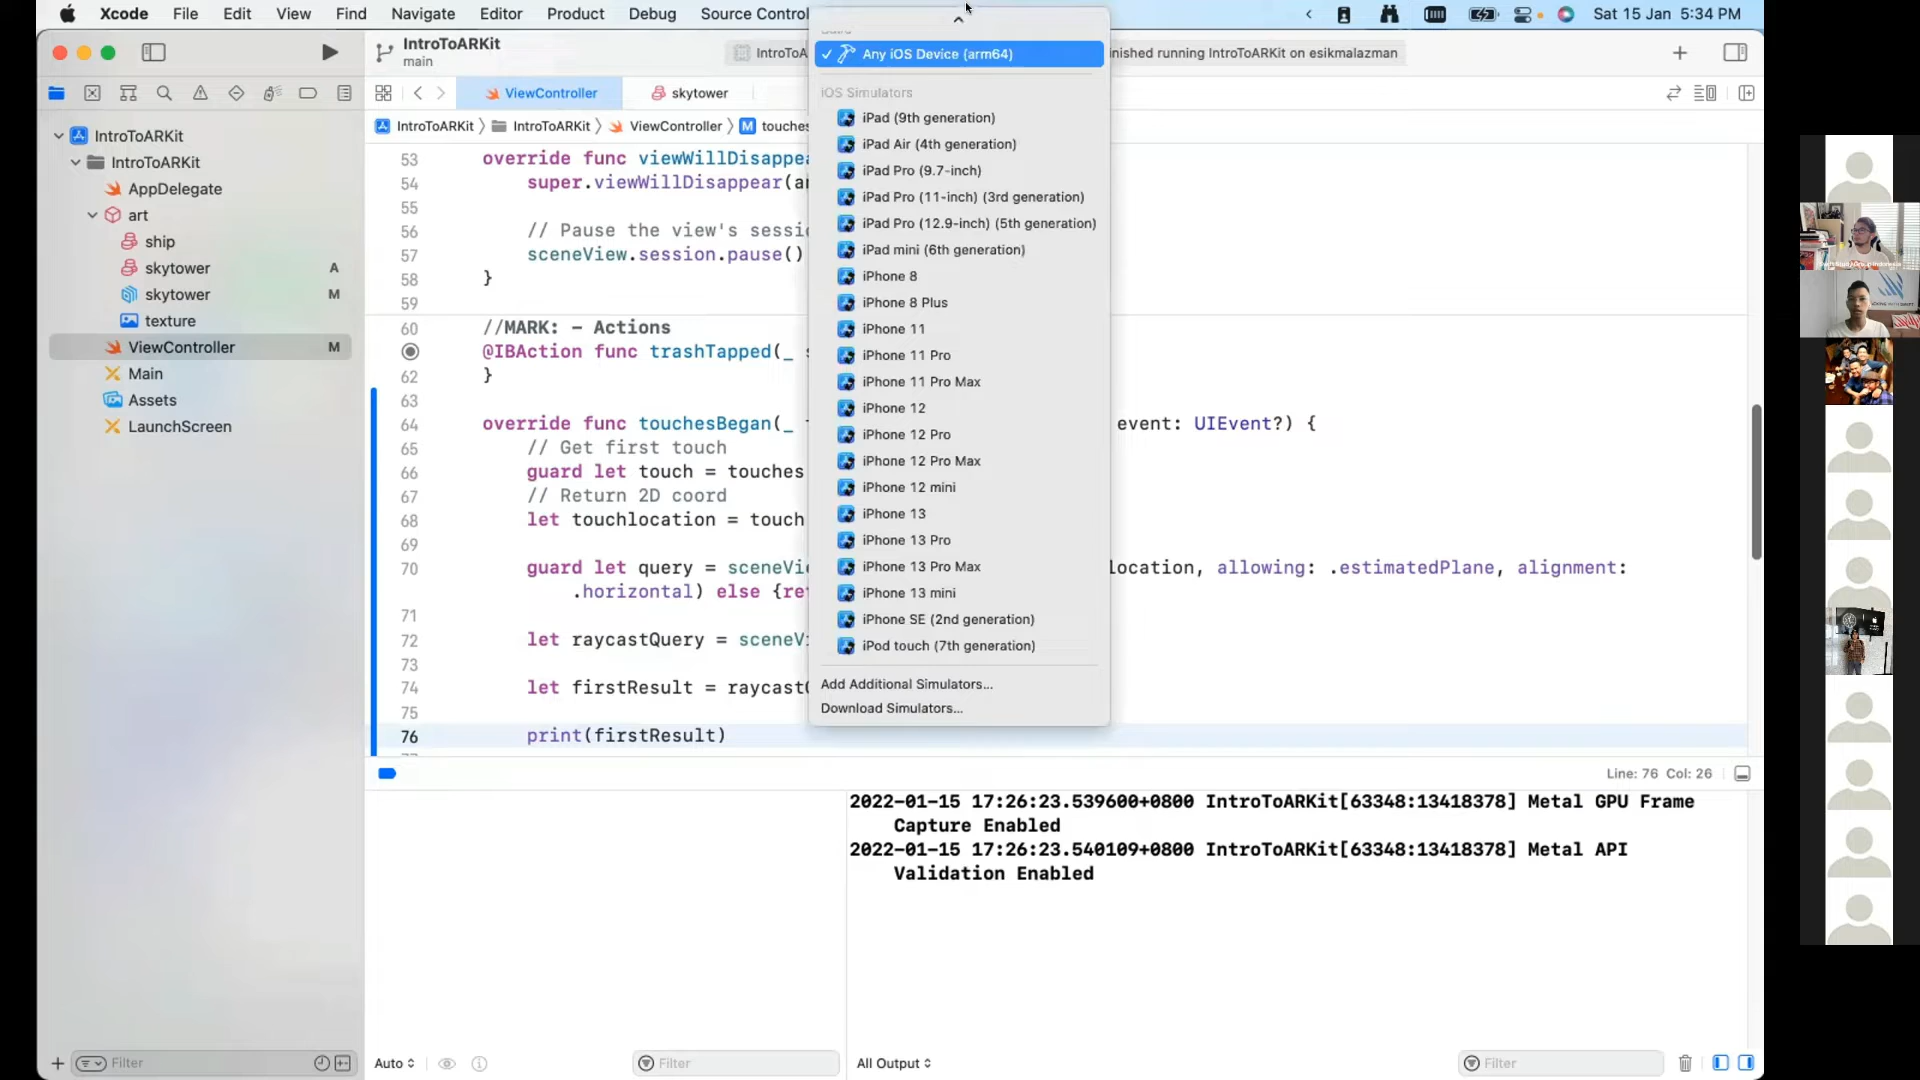 Xcode File Edit View Find Navigate Editor Product Debug Source Control Sat 15 Jan 5:34 PM
IntroToARKit
main
IntroToA
inished running IntroToARKit on esikmalazman
ViewController
skytower
IntroToARKit
IntroToARKit
ViewController
touches
IntroToARKit
IntroToARKit
AppDelegate
art
ship
skytower A
skytower M
texture
ViewController M
Main
Assets
LaunchScreen
53 override func viewWillDisappea
54 super.viewWillDisappear(a
55
56 // Pause the view's sessi
57 sceneView.session.pause()
58 }
59
60 //MARK: - Actions
@IBAction func trashTapped(_
62 }
63
64 override func touchesBegan(_ event: UIEvent?) {
65 // Get first touch
66 guard let touch = touches
67 // Return 2D coord
68 let touchlocation = touch
69
70 guard let query = sceneVi location, allowing: .estimatedPlane, alignment:
.horizontal) else {re
71
72 let raycastQuery = sceneV
73
74 let firstResult = raycast
75
76 print(firstResult)
Any iOS Device (arm64)
iOS Simulators
iPad (9th generation)
iPad Air (4th generation)
iPad Pro (9.7-inch)
iPad Pro (11-inch) (3rd generation)
iPad Pro (12.9-inch) (5th generation)
iPad mini (6th generation)
iPhone 8
iPhone 8 Plus
iPhone 11
iPhone 11 Pro
iPhone 11 Pro Max
iPhone 12
iPhone 12 Pro
iPhone 12 Pro Max
iPhone 12 mini
iPhone 13
iPhone 13 Pro
iPhone 13 Pro Max
iPhone 13 mini
iPhone SE (2nd generation)
iPod touch (7th generation)
Add Additional Simulators...
Download Simulators...
Line: 76 Col: 26
2022-01-15 17:26:23.539600+0800 IntroToARKit[63348:13418378] Metal GPU Frame
Capture Enabled
2022-01-15 17:26:23.540109+0800 IntroToARKit[63348:13418378] Metal API
Validation Enabled
Filter
Auto
Filter
All Output
Filter